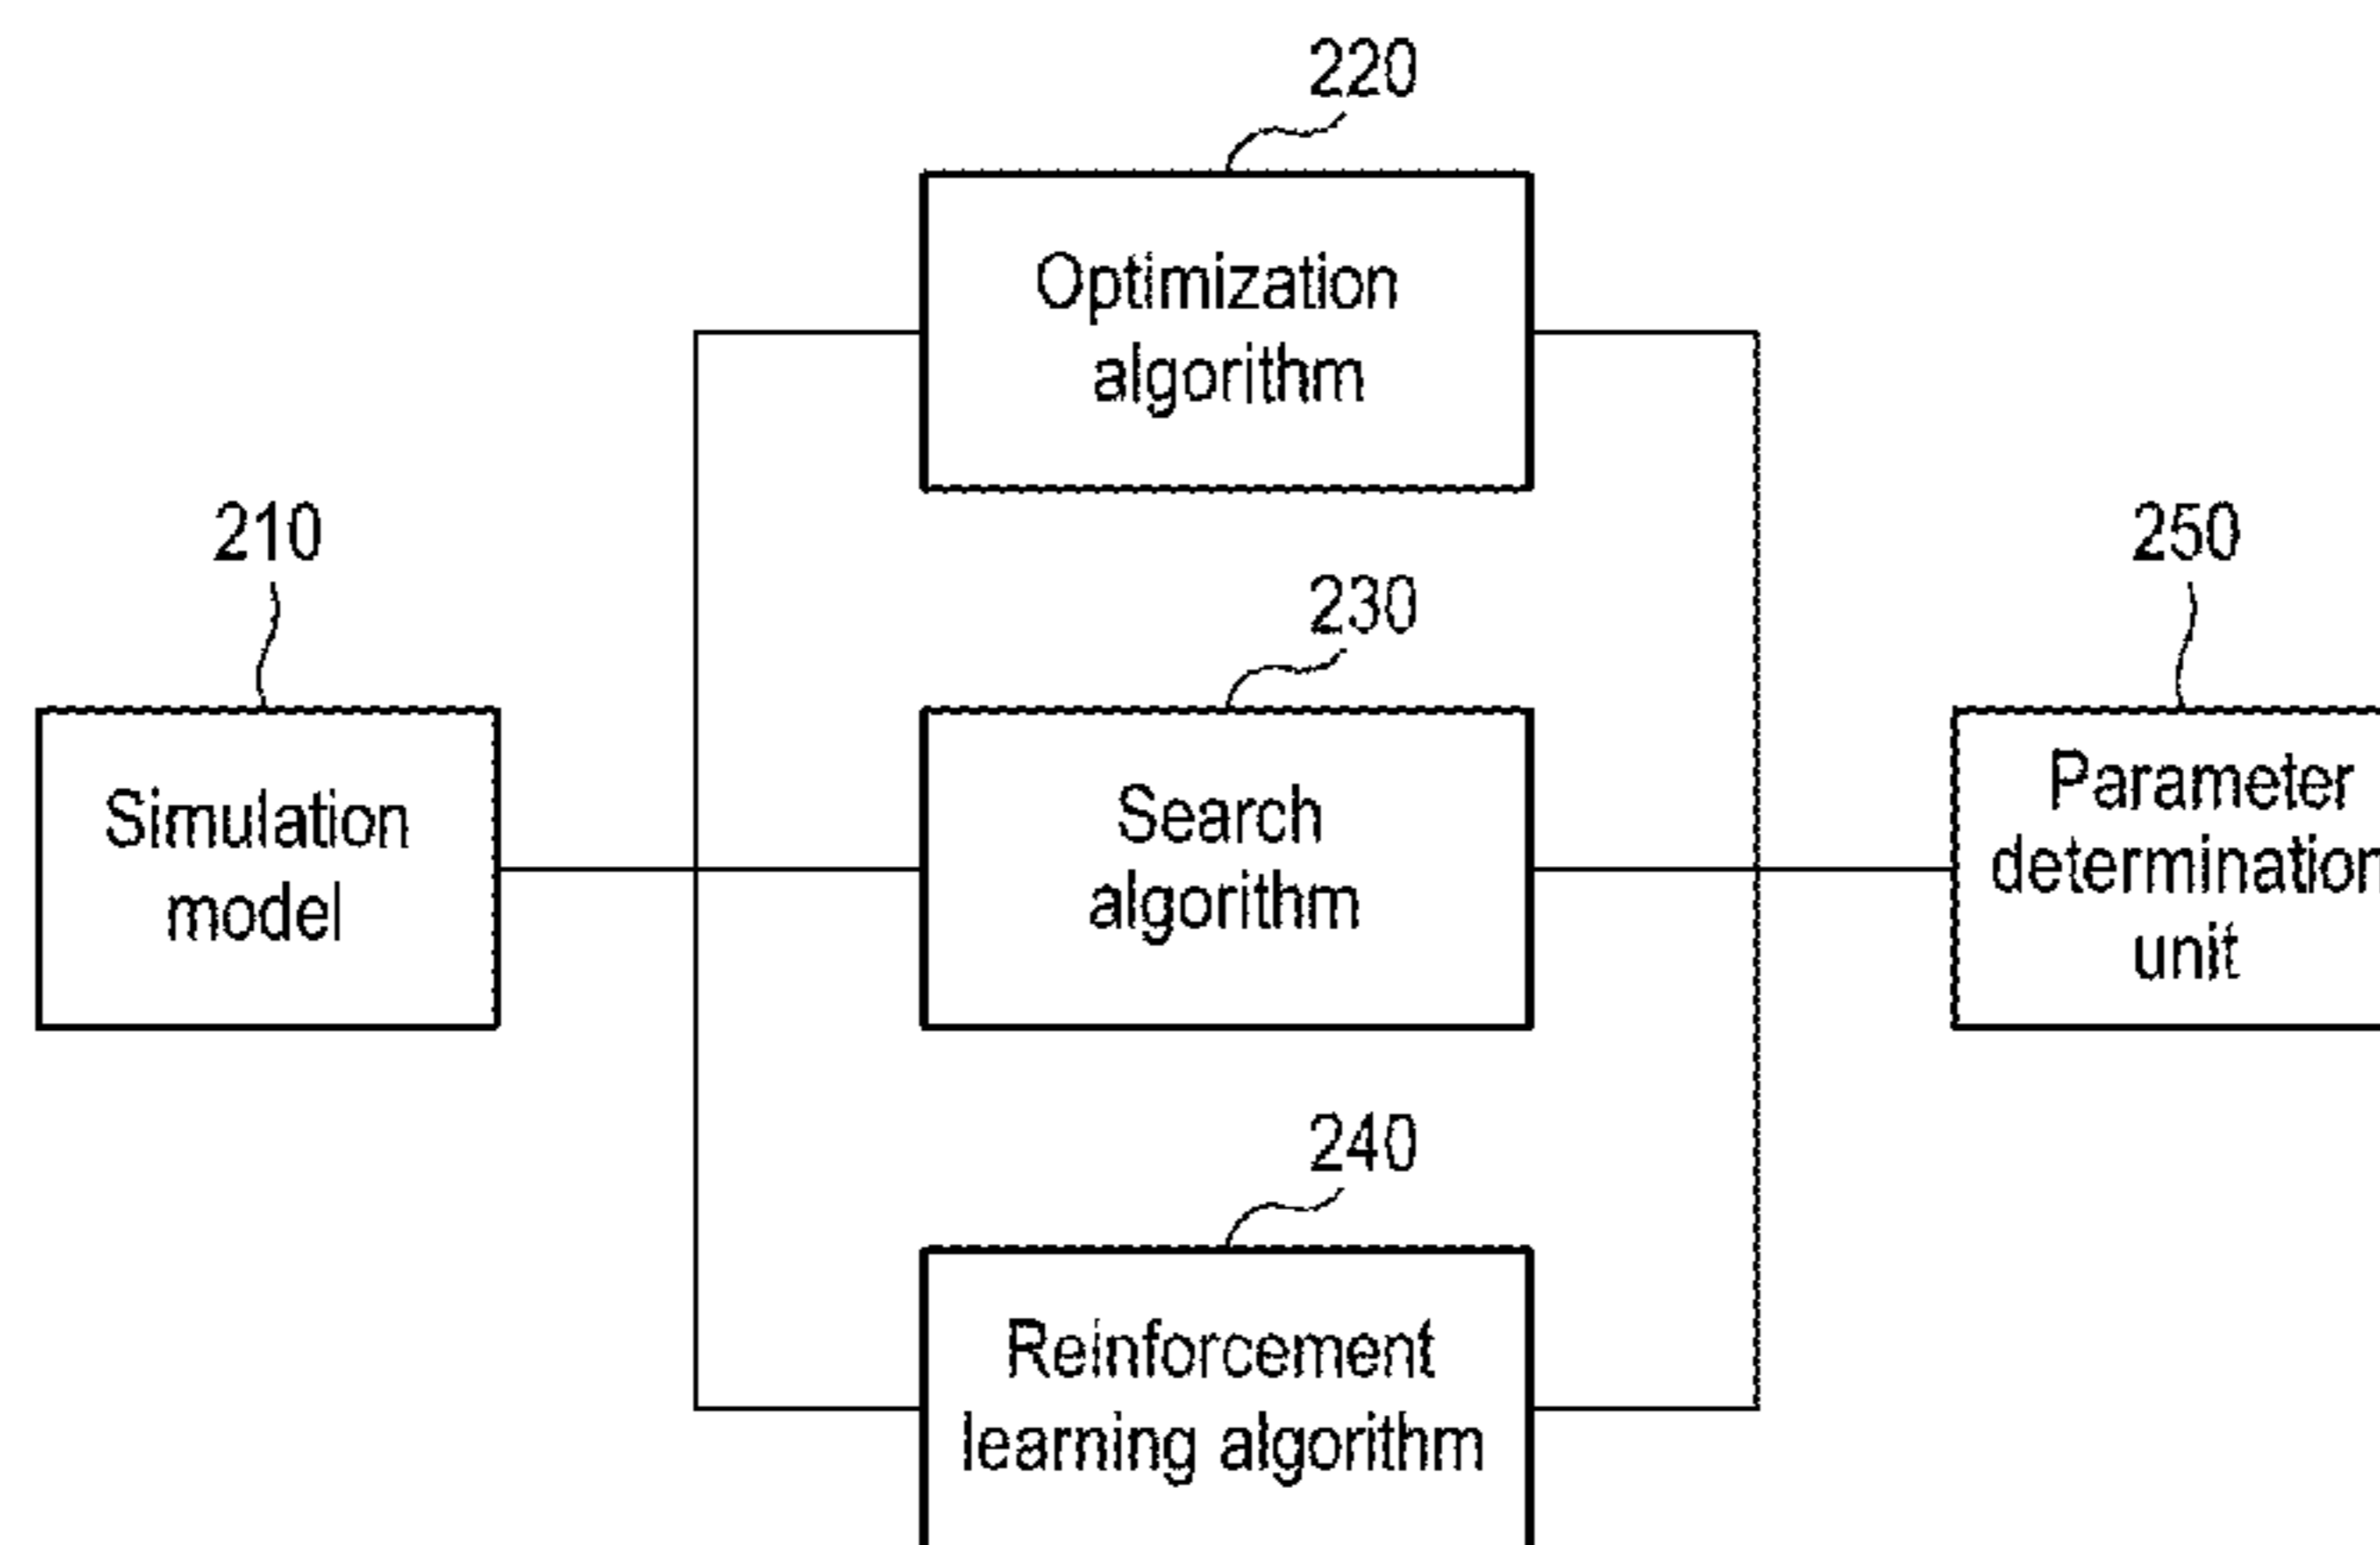 220
Optimization
algorithm
210
Simulation
model
230
Search
algorithm
250
Parameter
determination
unit
240
Reinforcement
learning algorithm